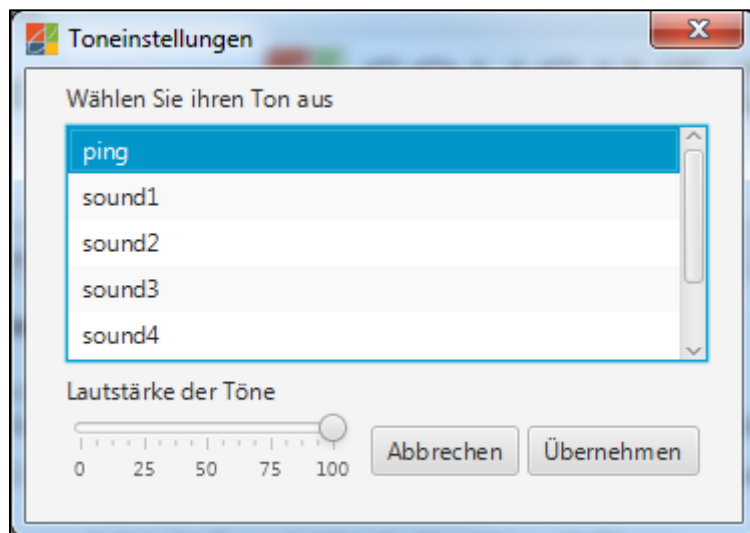 Toneinstellungen
Wählen Sie ihren Ton aus
ping
sound1
sound2
sound3
sound4
Lautstärke der Töne
0 25 50 75 100
Abbrechen Übernehmen